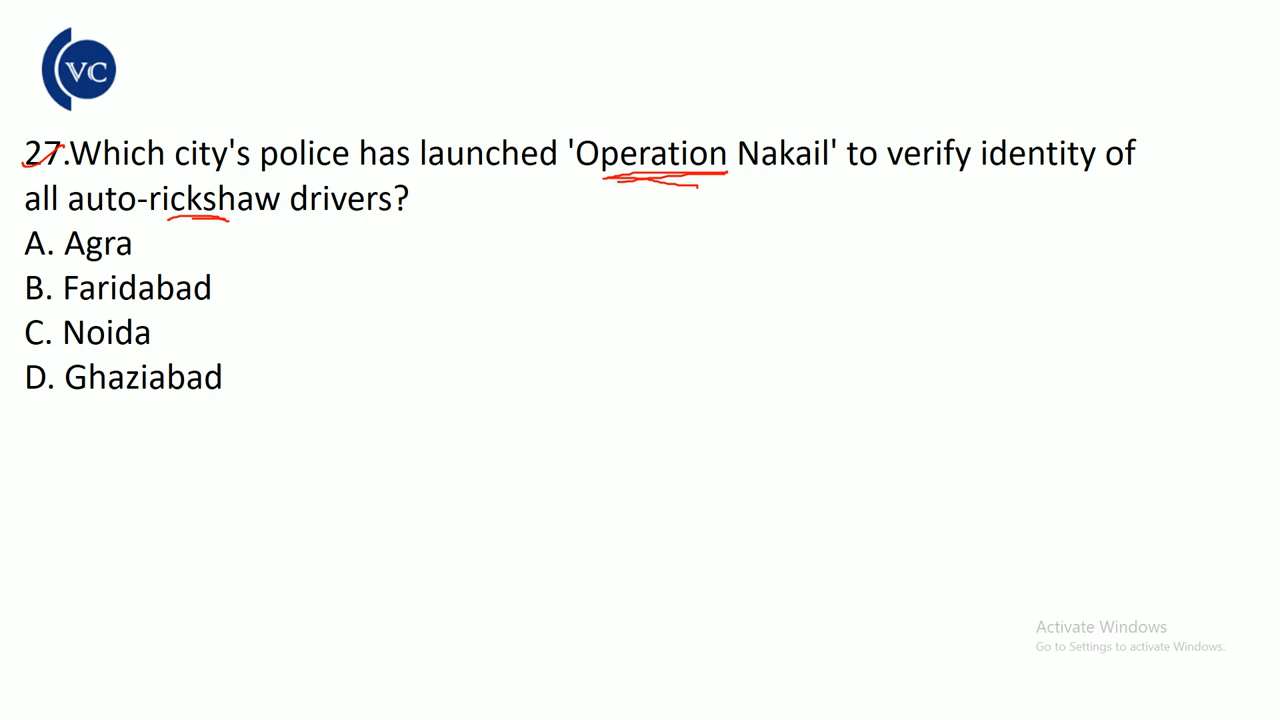 VC
27.Which city's police has launched 'Operation Nakail' to verify identity of
all auto-rickshaw drivers?
A. Agra
B. Faridabad
C. Noida
D. Ghaziabad
Activate Windows
Go to Settings to activate Windows.